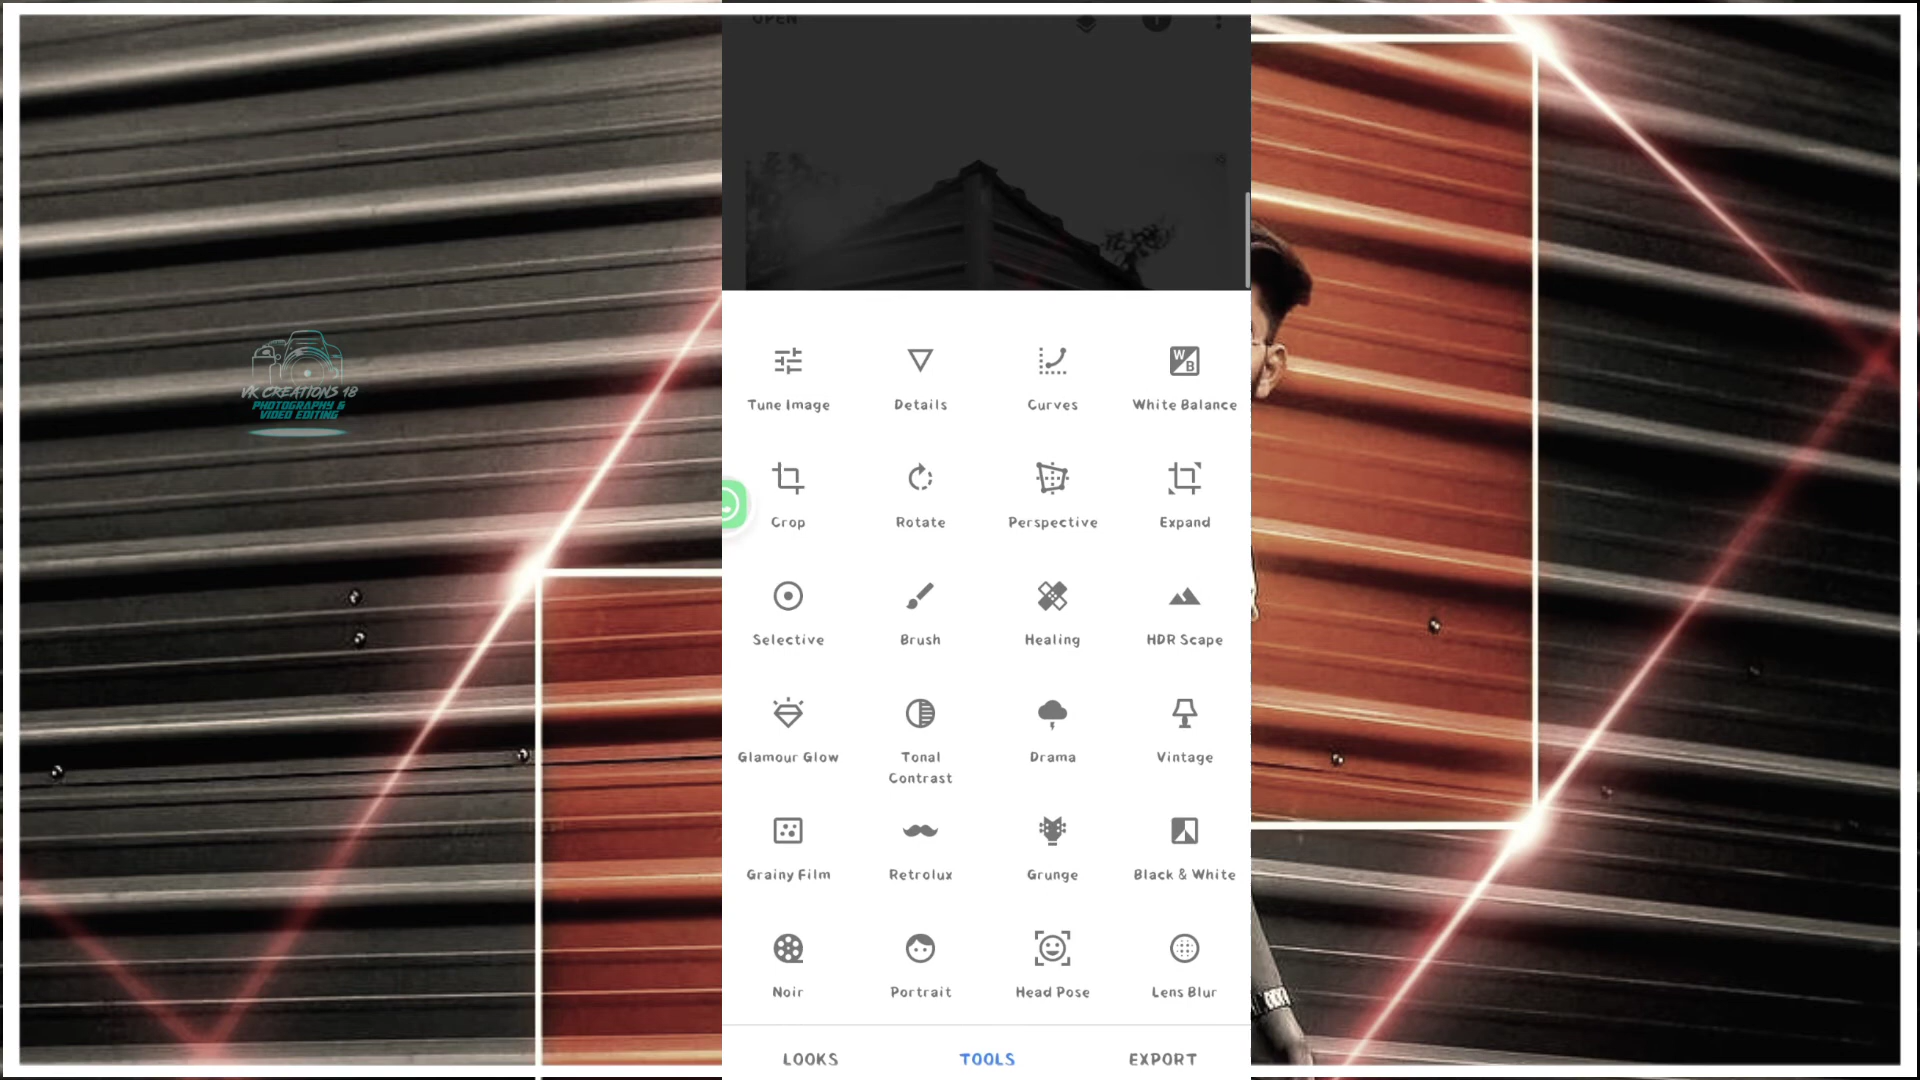 OPEN
VK CREATIONS 18
PHOTOGRAPHY &
VIDEO EDITING
Tune Image
Details
Curves
W
B
White Balance
Crop
Rotate
Perspective
Expand
Selective
Brush
Healing
HDR Scape
Glamour Glow
Tonal
Contrast
Drama
Vintage
Grainy Film
Retrolux
Grunge
Black & White
Noir
Portrait
Head Pose
Lens Blur
LOOKS
TOOLS
EXPORT